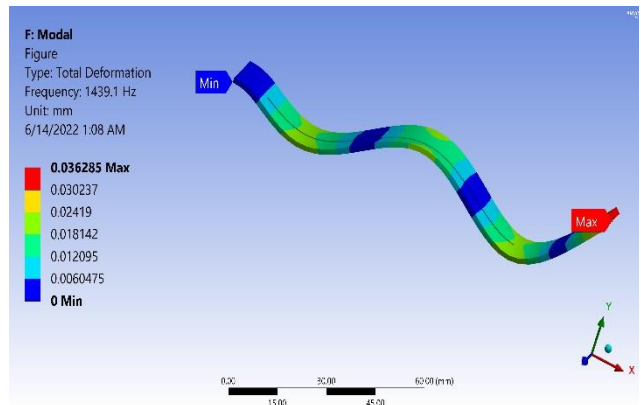 F: Modal
Figure
Type: Total Deformation
Frequency: 1439.1 Hz
Unit: mm
6/14/2022 1:08 AM
0.036285 Max
0.030237
0.02419
0.018142
0.012095
0.0060475
0 Min
Min
Max
Y
X
0.00
30.00
60.00 (mm)
15.00
45.00